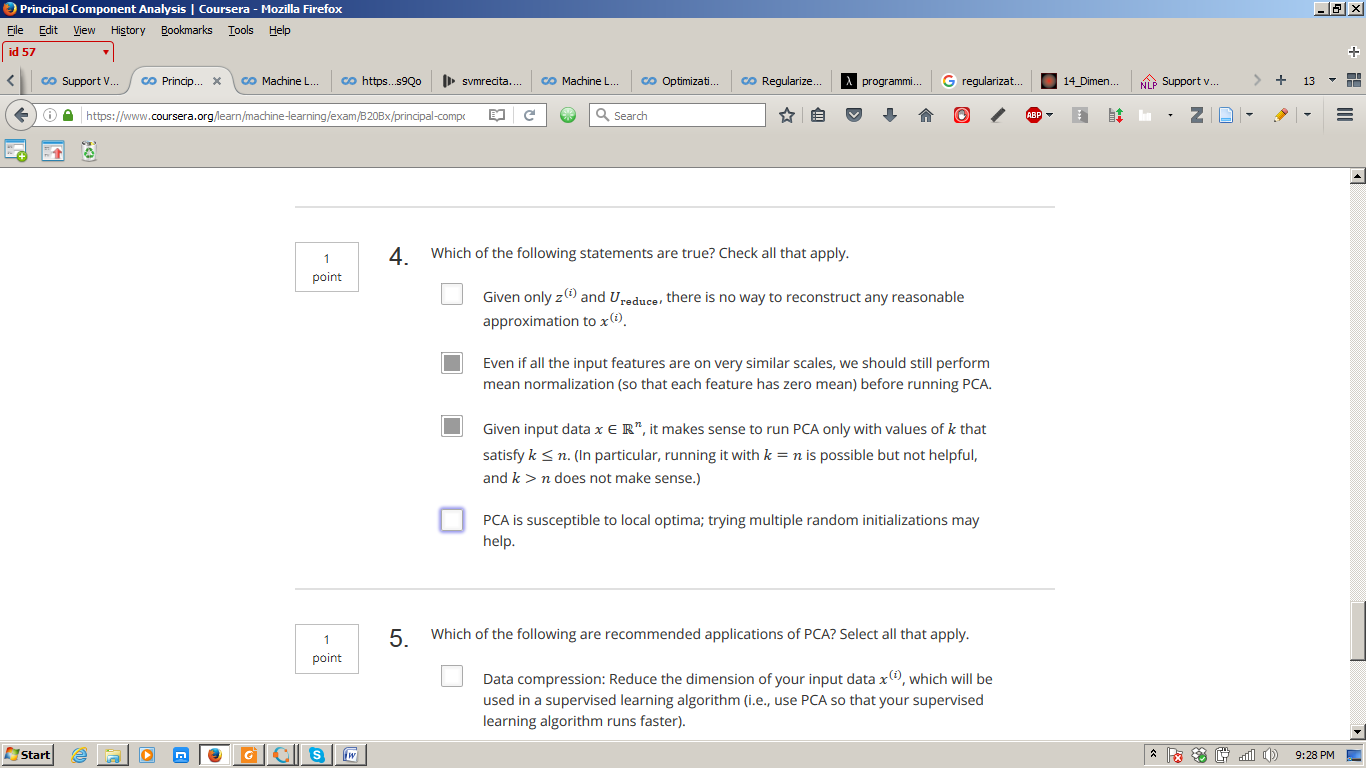 Principal Component Analysis | Coursera - Mozilla Firefox
File Edit View History Bookmarks Tools Help
id 57
Support V... Princip... Machine L... https...s9Qo svmrecita.... Machine L... Optimizati... Regularize... programmi... regularizat... 14_Dimen... NLP Support v... 13
https://www.coursera.org/learn/machine-learning/exam/B20Bx/principal-compo Search ABP
1
point
4. Which of the following statements are true? Check all that apply.
Given only z⁽ⁱ⁾ and U_reduce, there is no way to reconstruct any reasonable
approximation to x⁽ⁱ⁾.
Even if all the input features are on very similar scales, we should still perform
mean normalization (so that each feature has zero mean) before running PCA.
Given input data x ∈ ℝⁿ, it makes sense to run PCA only with values of k that
satisfy k ≤ n. (In particular, running it with k = n is possible but not helpful,
and k > n does not make sense.)
PCA is susceptible to local optima; trying multiple random initializations may
help.
1
point
5. Which of the following are recommended applications of PCA? Select all that apply.
Data compression: Reduce the dimension of your input data x⁽ⁱ⁾, which will be
used in a supervised learning algorithm (i.e., use PCA so that your supervised
learning algorithm runs faster).
Start 9:28 PM